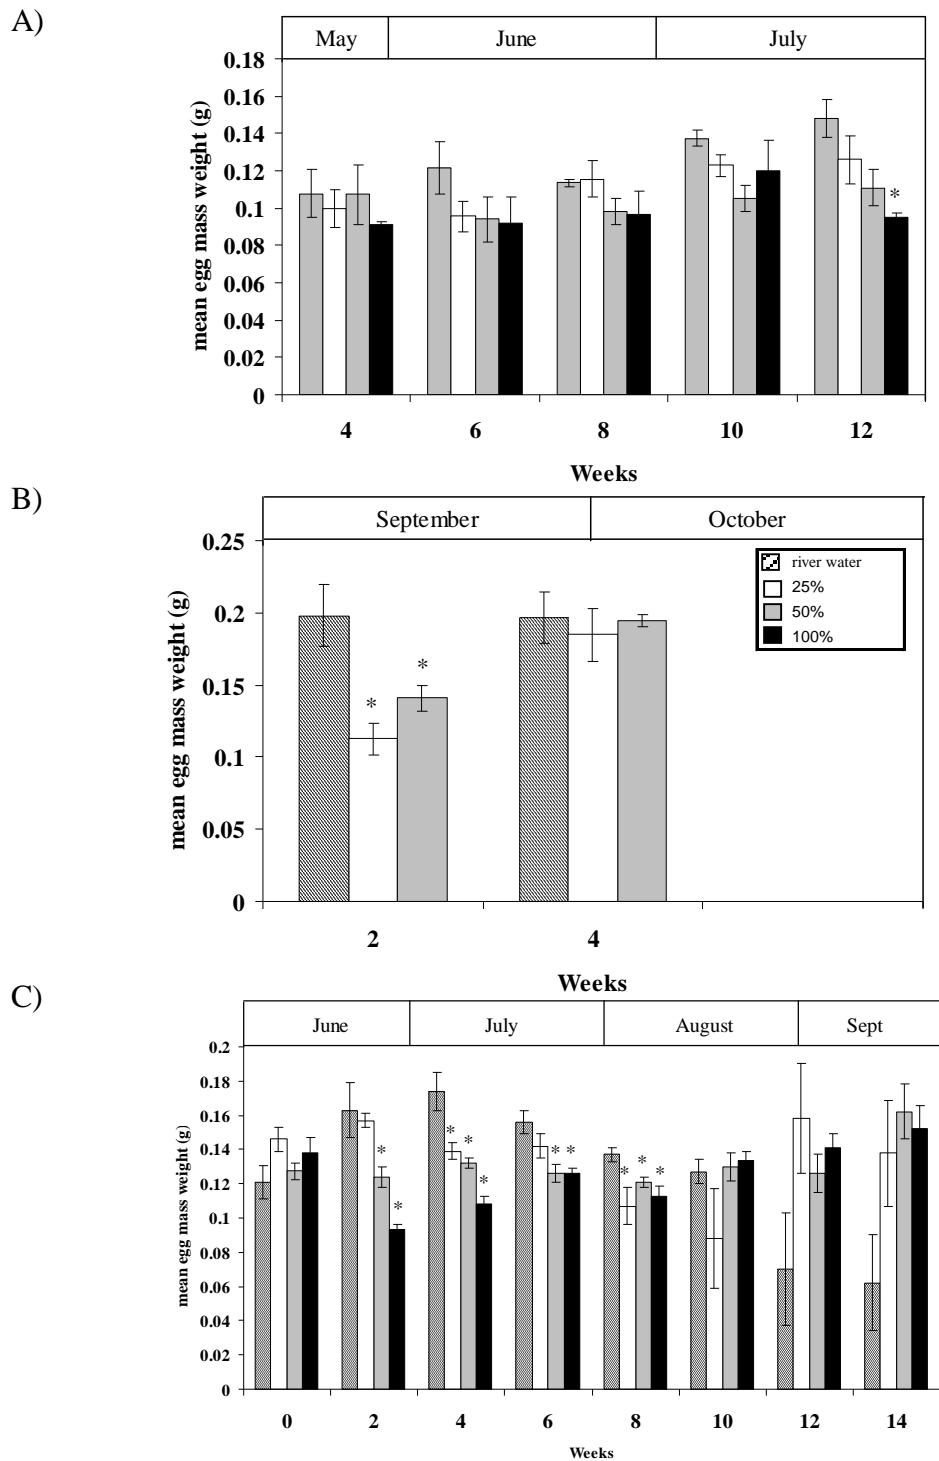 A)
May June July
0.18
0.16
0.14
0.12
0.1
0.08
0.06
0.04
0.02
0
mean egg mass weight (g)
*
4 6 8 10 12
Weeks
B)
September October
0.25
0.2
0.15
0.1
0.05
0
mean egg mass weight (g)
river water
25%
50%
100%
* *
2 4
Weeks
C)
June July August Sept
0.2
0.18
0.16
0.14
0.12
0.1
0.08
0.06
0.04
0.02
0
mean egg mass weight (g)
* * * * * * * * * *
0 2 4 6 8 10 12 14
Weeks